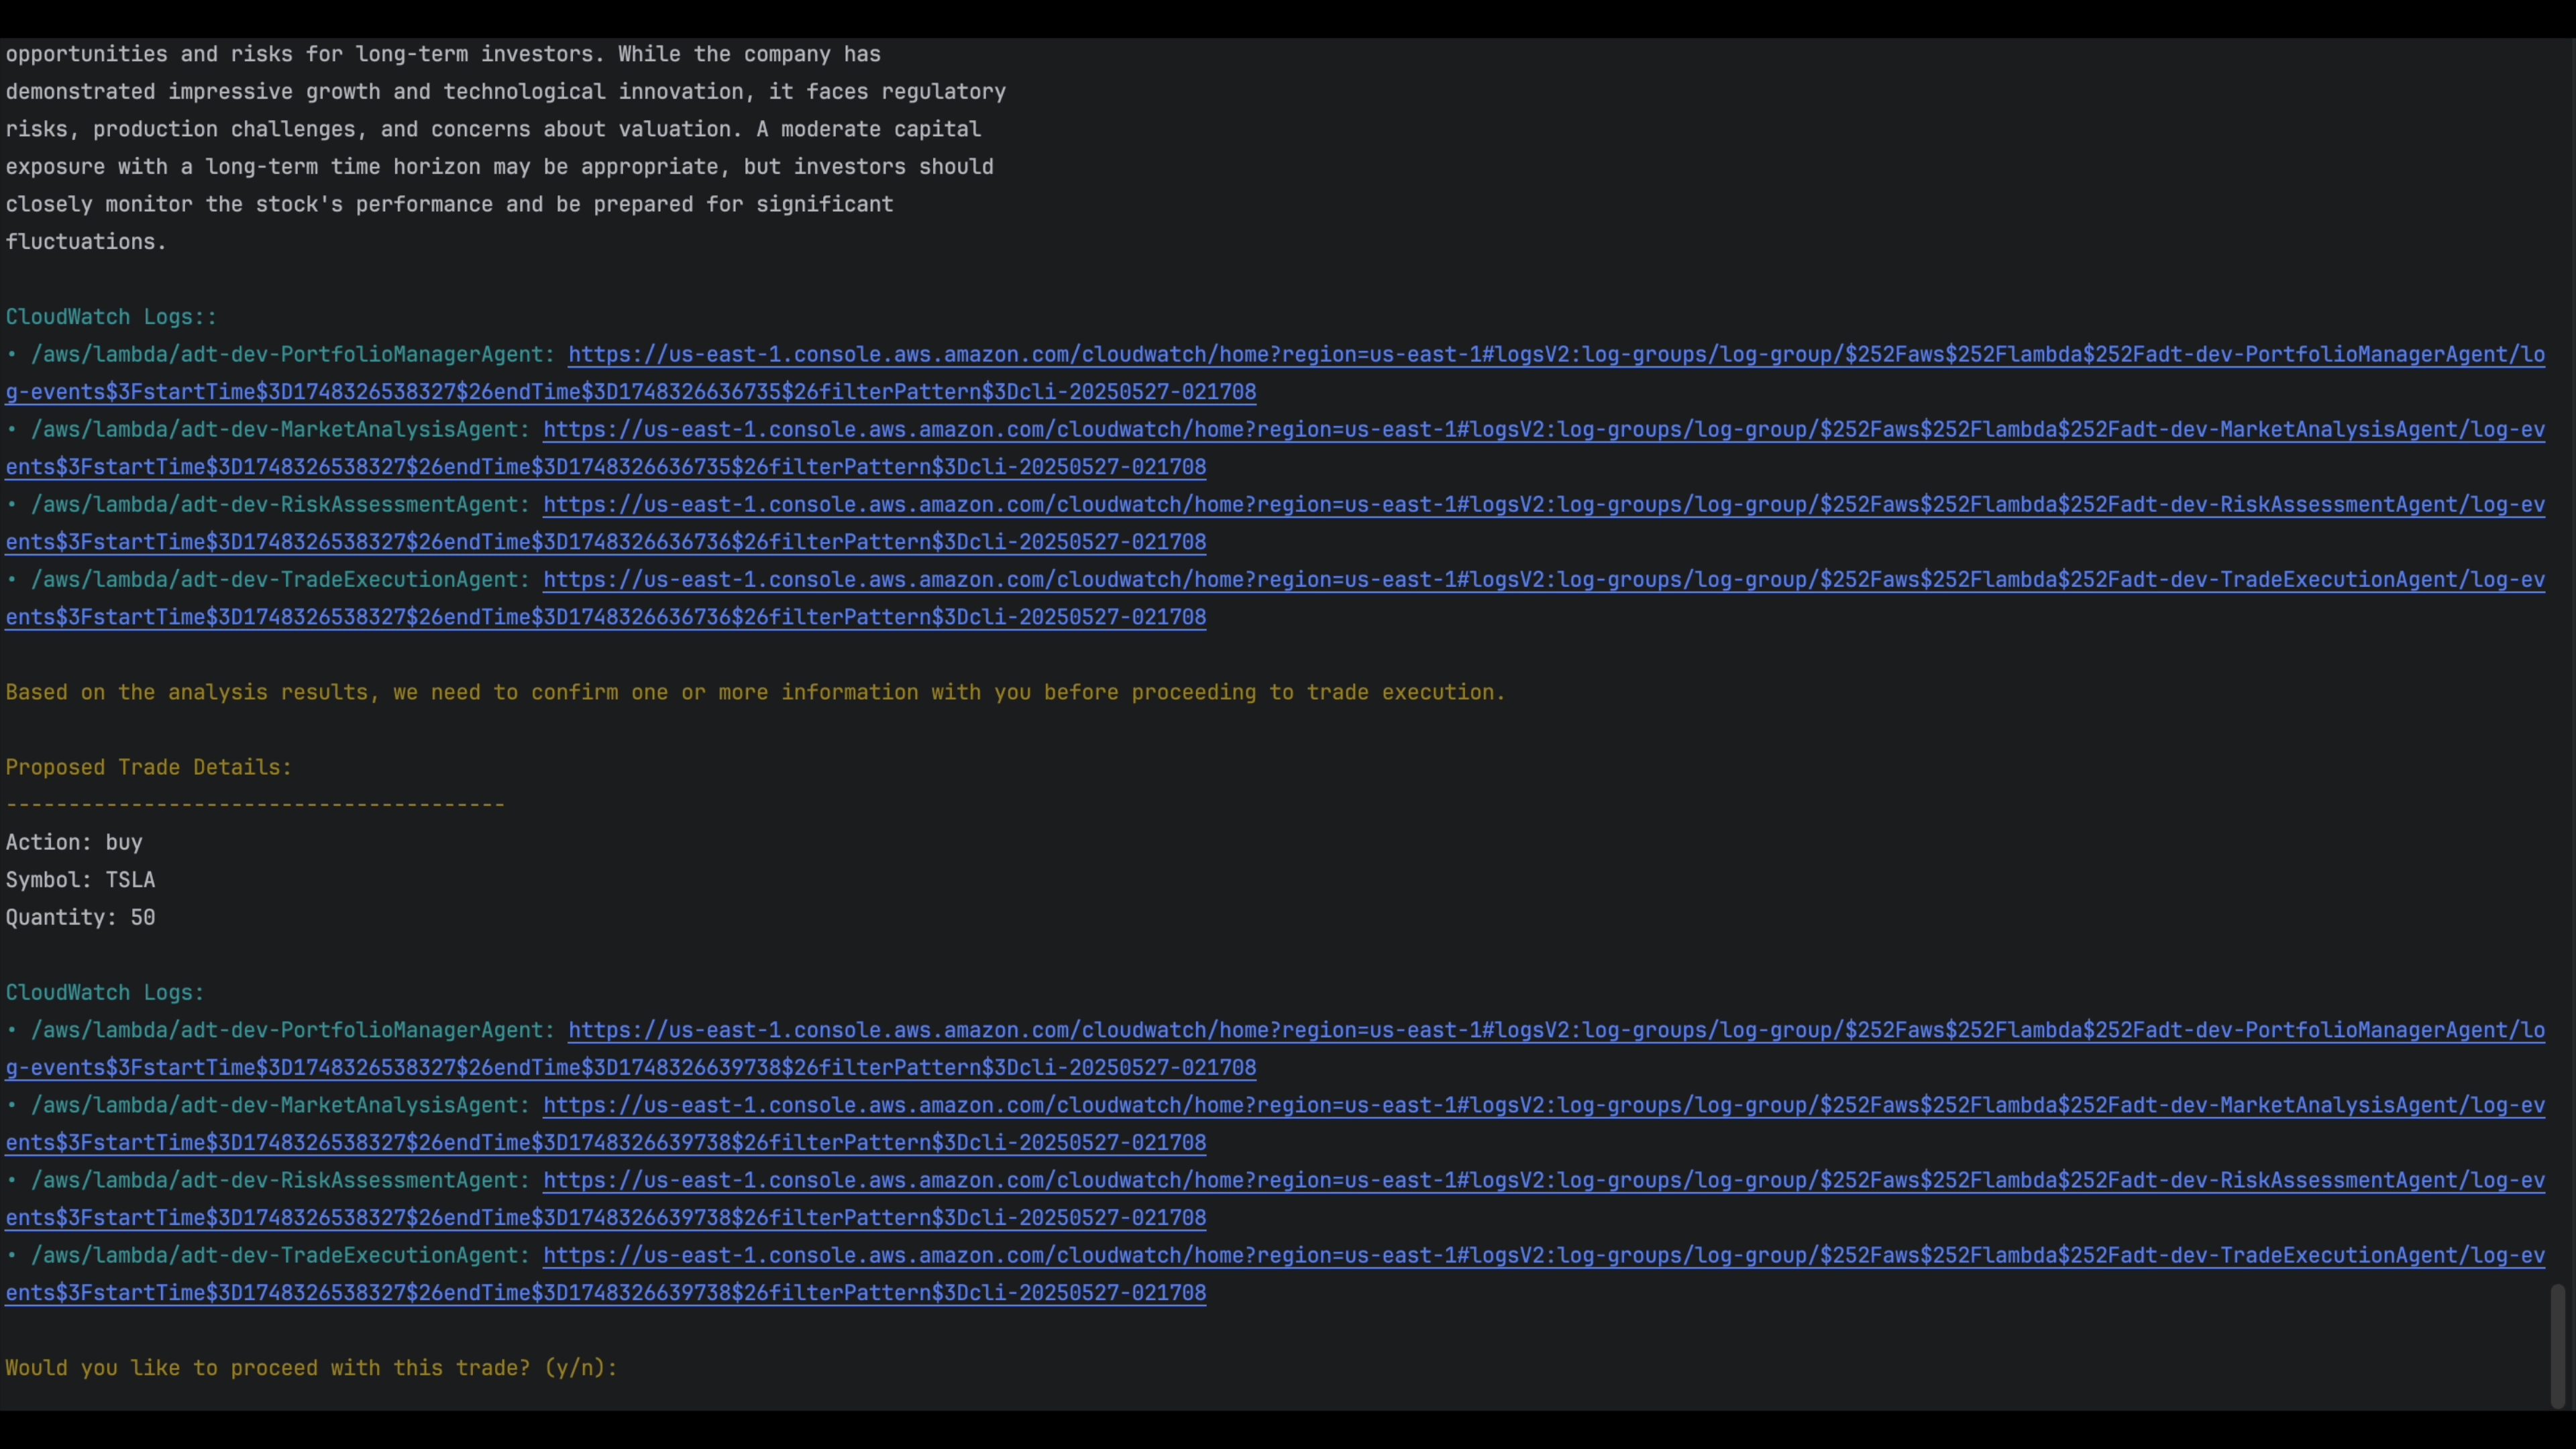 opportunities and risks for long-term investors. While the company has
demonstrated impressive growth and technological innovation, it faces regulatory
risks, production challenges, and concerns about valuation. A moderate capital
exposure with a long-term time horizon may be appropriate, but investors should
closely monitor the stock's performance and be prepared for significant
fluctuations.
CloudWatch Logs::
• /aws/lambda/adt-dev-PortfolioManagerAgent: https://us-east-1.console.aws.amazon.com/cloudwatch/home?region=us-east-1#logsV2:log-groups/log-group/$252Faws$252Flambda$252Fadt-dev-PortfolioManagerAgent/lo
g-events$3FstartTime$3D1748326538327$26endTime$3D1748326636735$26filterPattern$3Dcli-20250527-021708
• /aws/lambda/adt-dev-MarketAnalysisAgent: https://us-east-1.console.aws.amazon.com/cloudwatch/home?region=us-east-1#logsV2:log-groups/log-group/$252Faws$252Flambda$252Fadt-dev-MarketAnalysisAgent/log-ev
ents$3FstartTime$3D1748326538327$26endTime$3D1748326636735$26filterPattern$3Dcli-20250527-021708
• /aws/lambda/adt-dev-RiskAssessmentAgent: https://us-east-1.console.aws.amazon.com/cloudwatch/home?region=us-east-1#logsV2:log-groups/log-group/$252Faws$252Flambda$252Fadt-dev-RiskAssessmentAgent/log-ev
ents$3FstartTime$3D1748326538327$26endTime$3D1748326636736$26filterPattern$3Dcli-20250527-021708
• /aws/lambda/adt-dev-TradeExecutionAgent: https://us-east-1.console.aws.amazon.com/cloudwatch/home?region=us-east-1#logsV2:log-groups/log-group/$252Faws$252Flambda$252Fadt-dev-TradeExecutionAgent/log-ev
ents$3FstartTime$3D1748326538327$26endTime$3D1748326636736$26filterPattern$3Dcli-20250527-021708
Based on the analysis results, we need to confirm one or more information with you before proceeding to trade execution.
Proposed Trade Details:
----------------------------------------
Action: buy
Symbol: TSLA
Quantity: 50
CloudWatch Logs:
• /aws/lambda/adt-dev-PortfolioManagerAgent: https://us-east-1.console.aws.amazon.com/cloudwatch/home?region=us-east-1#logsV2:log-groups/log-group/$252Faws$252Flambda$252Fadt-dev-PortfolioManagerAgent/lo
g-events$3FstartTime$3D1748326538327$26endTime$3D1748326639738$26filterPattern$3Dcli-20250527-021708
• /aws/lambda/adt-dev-MarketAnalysisAgent: https://us-east-1.console.aws.amazon.com/cloudwatch/home?region=us-east-1#logsV2:log-groups/log-group/$252Faws$252Flambda$252Fadt-dev-MarketAnalysisAgent/log-ev
ents$3FstartTime$3D1748326538327$26endTime$3D1748326639738$26filterPattern$3Dcli-20250527-021708
• /aws/lambda/adt-dev-RiskAssessmentAgent: https://us-east-1.console.aws.amazon.com/cloudwatch/home?region=us-east-1#logsV2:log-groups/log-group/$252Faws$252Flambda$252Fadt-dev-RiskAssessmentAgent/log-ev
ents$3FstartTime$3D1748326538327$26endTime$3D1748326639738$26filterPattern$3Dcli-20250527-021708
• /aws/lambda/adt-dev-TradeExecutionAgent: https://us-east-1.console.aws.amazon.com/cloudwatch/home?region=us-east-1#logsV2:log-groups/log-group/$252Faws$252Flambda$252Fadt-dev-TradeExecutionAgent/log-ev
ents$3FstartTime$3D1748326538327$26endTime$3D1748326639738$26filterPattern$3Dcli-20250527-021708
Would you like to proceed with this trade? (y/n):